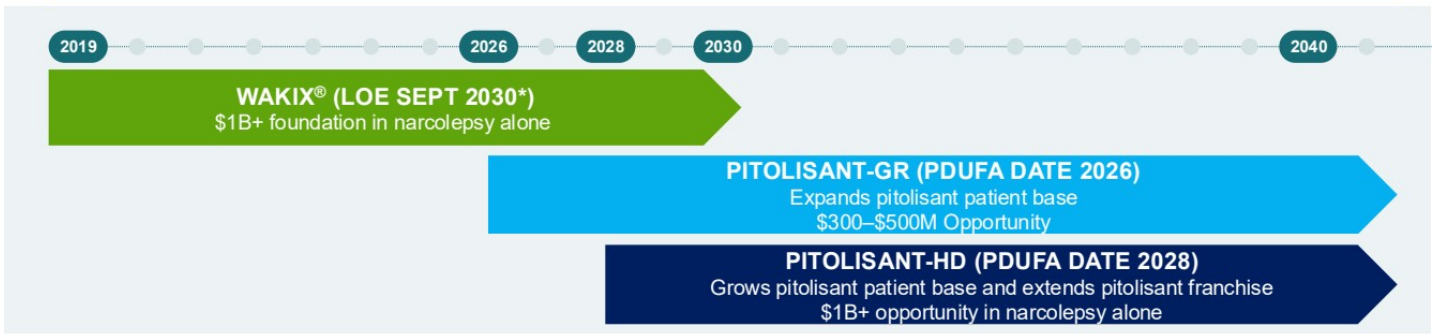 2019 2026 2028 2030 2040
WAKIX® (LOE SEPT 2030*)
$1B+ foundation in narcolepsy alone
PITOLISANT-GR (PDUFA DATE 2026)
Expands pitolisant patient base
$300–$500M Opportunity
PITOLISANT-HD (PDUFA DATE 2028)
Grows pitolisant patient base and extends pitolisant franchise
$1B+ opportunity in narcolepsy alone